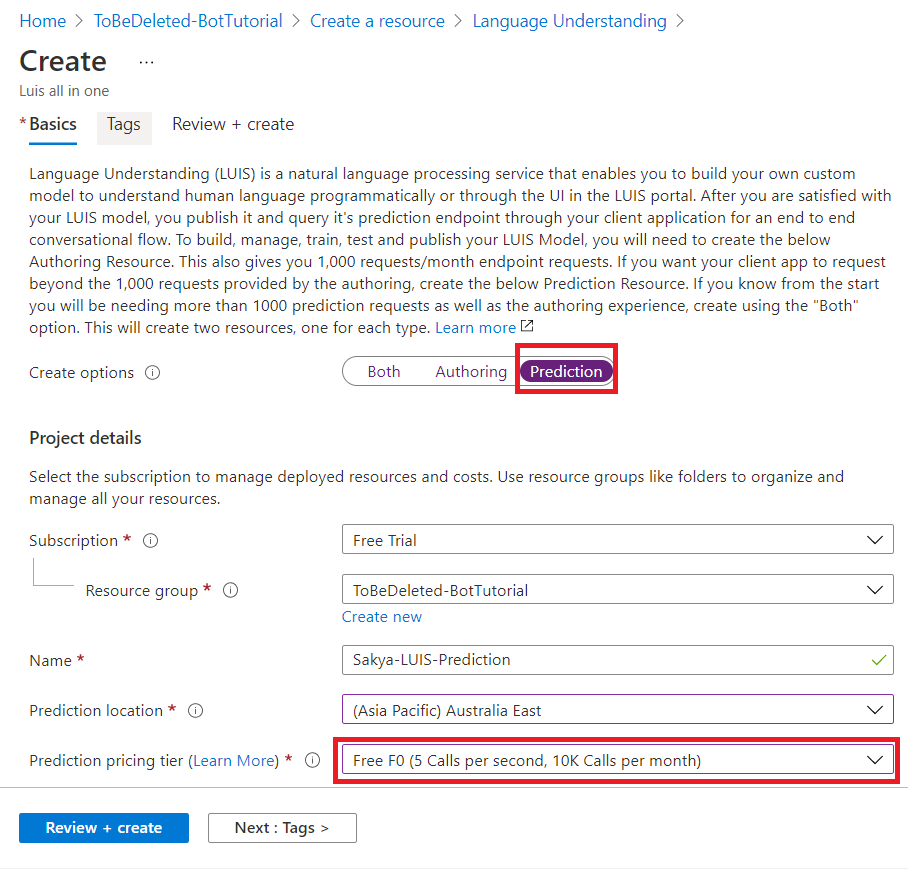 Home > ToBeDeleted-BotTutorial > Create a resource > Language Understanding >
Create ...
Luis all in one
* Basics Tags Review + create
Language Understanding (LUIS) is a natural language processing service that enables you to build your own custom
model to understand human language programmatically or through the UI in the LUIS portal. After you are satisfied with
your LUIS model, you publish it and query it's prediction endpoint through your client application for an end to end
conversational flow. To build, manage, train, test and publish your LUIS Model, you will need to create the below
Authoring Resource. This also gives you 1,000 requests/month endpoint requests. If you want your client app to request
beyond the 1,000 requests provided by the authoring, create the below Prediction Resource. If you know from the start
you will be needing more than 1000 prediction requests as well as the authoring experience, create using the "Both"
option. This will create two resources, one for each type. Learn more
Create options Both Authoring Prediction
Project details
Select the subscription to manage deployed resources and costs. Use resource groups like folders to organize and
manage all your resources.
Subscription * Free Trial
Resource group * ToBeDeleted-BotTutorial
Create new
Name * Sakya-LUIS-Prediction
Prediction location * (Asia Pacific) Australia East
Prediction pricing tier (Learn More) * Free F0 (5 Calls per second, 10K Calls per month)
Review + create Next : Tags >